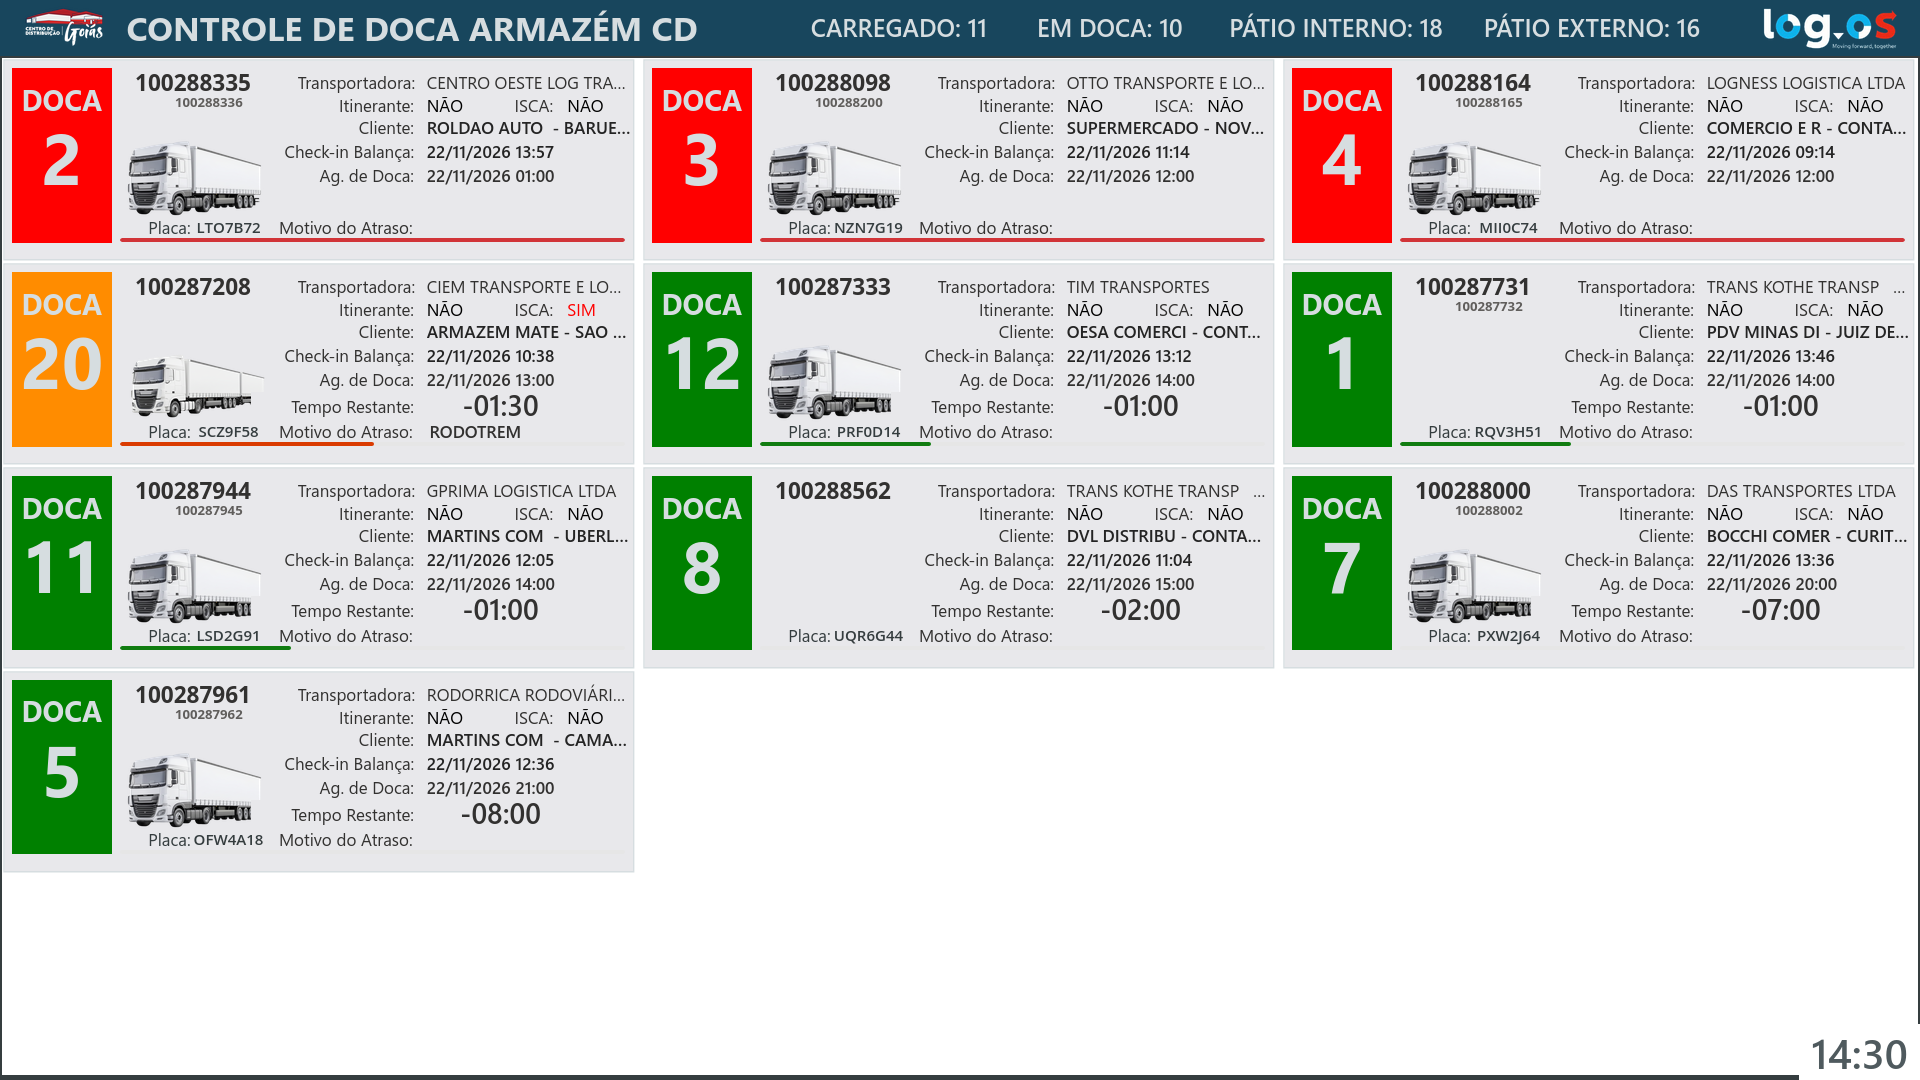 CENTRO DE
DISTRIBUIÇÃO Goiás
CONTROLE DE DOCA ARMAZÉM CD
CARREGADO: 11 EM DOCA: 10 PÁTIO INTERNO: 18 PÁTIO EXTERNO: 16
log.os
Moving forward, together
DOCA
2
100288335
100288336
Transportadora: CENTRO OESTE LOG TRA...
Itinerante: NÃO ISCA: NÃO
Cliente: ROLDAO AUTO - BARUE...
Check-in Balança: 22/11/2026 13:57
Ag. de Doca: 22/11/2026 01:00
Placa: LTO7B72 Motivo do Atraso:
DOCA
3
100288098
100288200
Transportadora: OTTO TRANSPORTE E LO...
Itinerante: NÃO ISCA: NÃO
Cliente: SUPERMERCADO - NOV...
Check-in Balança: 22/11/2026 11:14
Ag. de Doca: 22/11/2026 12:00
Placa: NZN7G19 Motivo do Atraso:
DOCA
4
100288164
100288165
Transportadora: LOGNESS LOGISTICA LTDA
Itinerante: NÃO ISCA: NÃO
Cliente: COMERCIO E R - CONTA...
Check-in Balança: 22/11/2026 09:14
Ag. de Doca: 22/11/2026 12:00
Placa: MII0C74 Motivo do Atraso:
DOCA
20
100287208
Transportadora: CIEM TRANSPORTE E LO...
Itinerante: NÃO ISCA: SIM
Cliente: ARMAZEM MATE - SAO ...
Check-in Balança: 22/11/2026 10:38
Ag. de Doca: 22/11/2026 13:00
Tempo Restante: -01:30
Placa: SCZ9F58 Motivo do Atraso: RODOTREM
DOCA
12
100287333
Transportadora: TIM TRANSPORTES
Itinerante: NÃO ISCA: NÃO
Cliente: OESA COMERCI - CONT...
Check-in Balança: 22/11/2026 13:12
Ag. de Doca: 22/11/2026 14:00
Tempo Restante: -01:00
Placa: PRF0D14 Motivo do Atraso:
DOCA
1
100287731
100287732
Transportadora: TRANS KOTHE TRANSP ...
Itinerante: NÃO ISCA: NÃO
Cliente: PDV MINAS DI - JUIZ DE...
Check-in Balança: 22/11/2026 13:46
Ag. de Doca: 22/11/2026 14:00
Tempo Restante: -01:00
Placa: RQV3H51 Motivo do Atraso:
DOCA
11
100287944
100287945
Transportadora: GPRIMA LOGISTICA LTDA
Itinerante: NÃO ISCA: NÃO
Cliente: MARTINS COM - UBERL...
Check-in Balança: 22/11/2026 12:05
Ag. de Doca: 22/11/2026 14:00
Tempo Restante: -01:00
Placa: LSD2G91 Motivo do Atraso:
DOCA
8
100288562
Transportadora: TRANS KOTHE TRANSP ...
Itinerante: NÃO ISCA: NÃO
Cliente: DVL DISTRIBU - CONTA...
Check-in Balança: 22/11/2026 11:04
Ag. de Doca: 22/11/2026 15:00
Tempo Restante: -02:00
Placa: UQR6G44 Motivo do Atraso:
DOCA
7
100288000
100288002
Transportadora: DAS TRANSPORTES LTDA
Itinerante: NÃO ISCA: NÃO
Cliente: BOCCHI COMER - CURIT...
Check-in Balança: 22/11/2026 13:36
Ag. de Doca: 22/11/2026 20:00
Tempo Restante: -07:00
Placa: PXW2J64 Motivo do Atraso:
DOCA
5
100287961
100287962
Transportadora: RODORRICA RODOVIÁRI...
Itinerante: NÃO ISCA: NÃO
Cliente: MARTINS COM - CAMA...
Check-in Balança: 22/11/2026 12:36
Ag. de Doca: 22/11/2026 21:00
Tempo Restante: -08:00
Placa: OFW4A18 Motivo do Atraso:
14:30